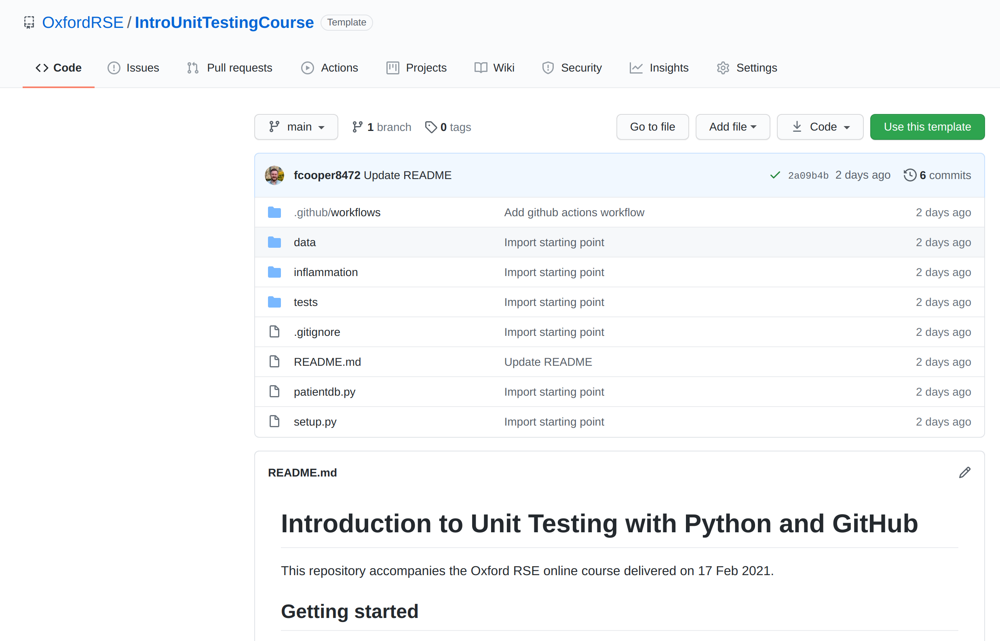 OxfordRSE / IntroUnitTestingCourse Template
Code Issues Pull requests Actions Projects Wiki Security Insights Settings
main 1 branch 0 tags Go to file Add file Code Use this template
fcooper8472 Update README 2a09b4b 2 days ago 6 commits
.github/workflows Add github actions workflow 2 days ago
data Import starting point 2 days ago
inflammation Import starting point 2 days ago
tests Import starting point 2 days ago
.gitignore Import starting point 2 days ago
README.md Update README 2 days ago
patientdb.py Import starting point 2 days ago
setup.py Import starting point 2 days ago
README.md
Introduction to Unit Testing with Python and GitHub
This repository accompanies the Oxford RSE online course delivered on 17 Feb 2021.
Getting started